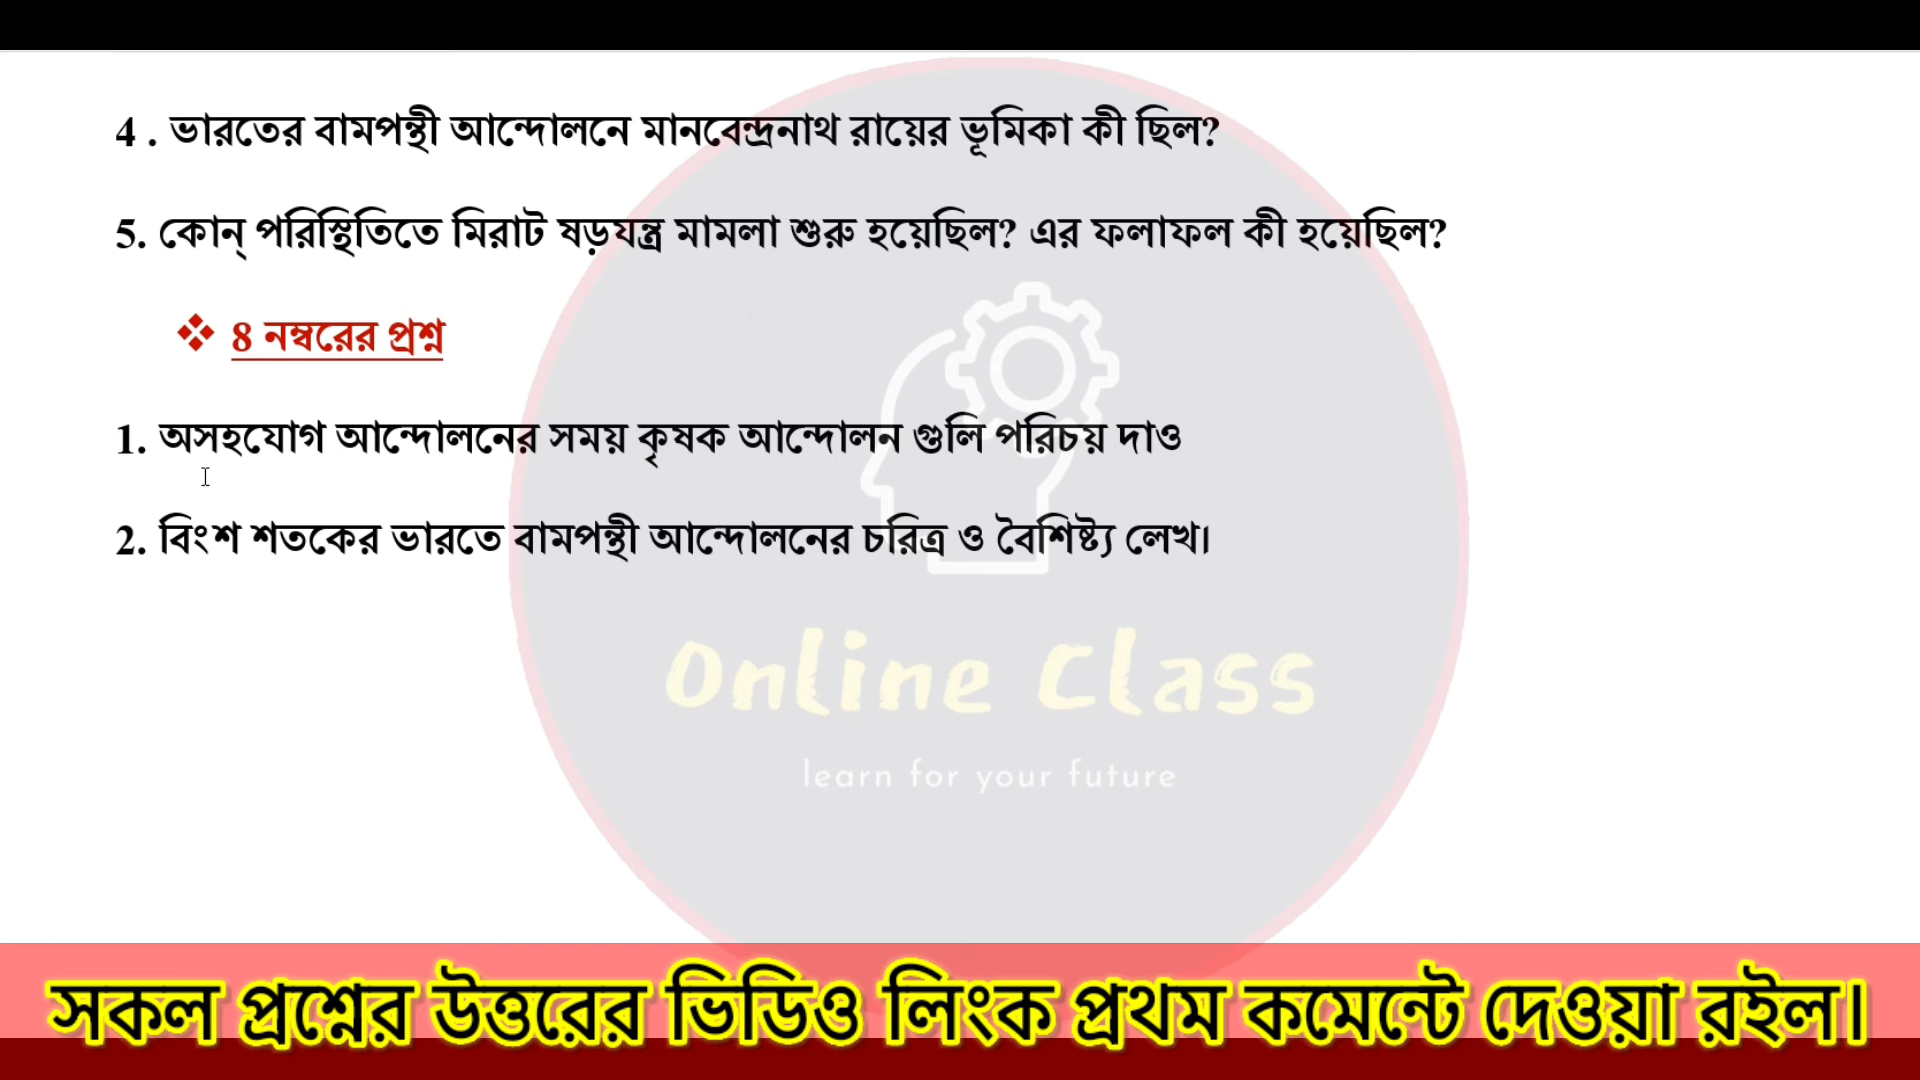 4 . ভারতের বামপন্থী আন্দোলনে মানবেন্দ্রনাথ রায়ের ভূমিকা কী ছিল?
5. কোন্ পরিস্থিতিতে মিরাট ষড়যন্ত্র মামলা শুরু হয়েছিল? এর ফলাফল কী হয়েছিল?
❖ 8 নম্বরের প্রশ্ন
1. অসহযোগ আন্দোলনের সময় কৃষক আন্দোলন গুলি পরিচয় দাও
2. বিংশ শতকের ভারতে বামপন্থী আন্দোলনের চরিত্র ও বৈশিষ্ট্য লেখ।
Online Class
learn for your future
সকল প্রশ্নের উত্তরের ভিডিও লিংক প্রথম কমেন্টে দেওয়া রইল।